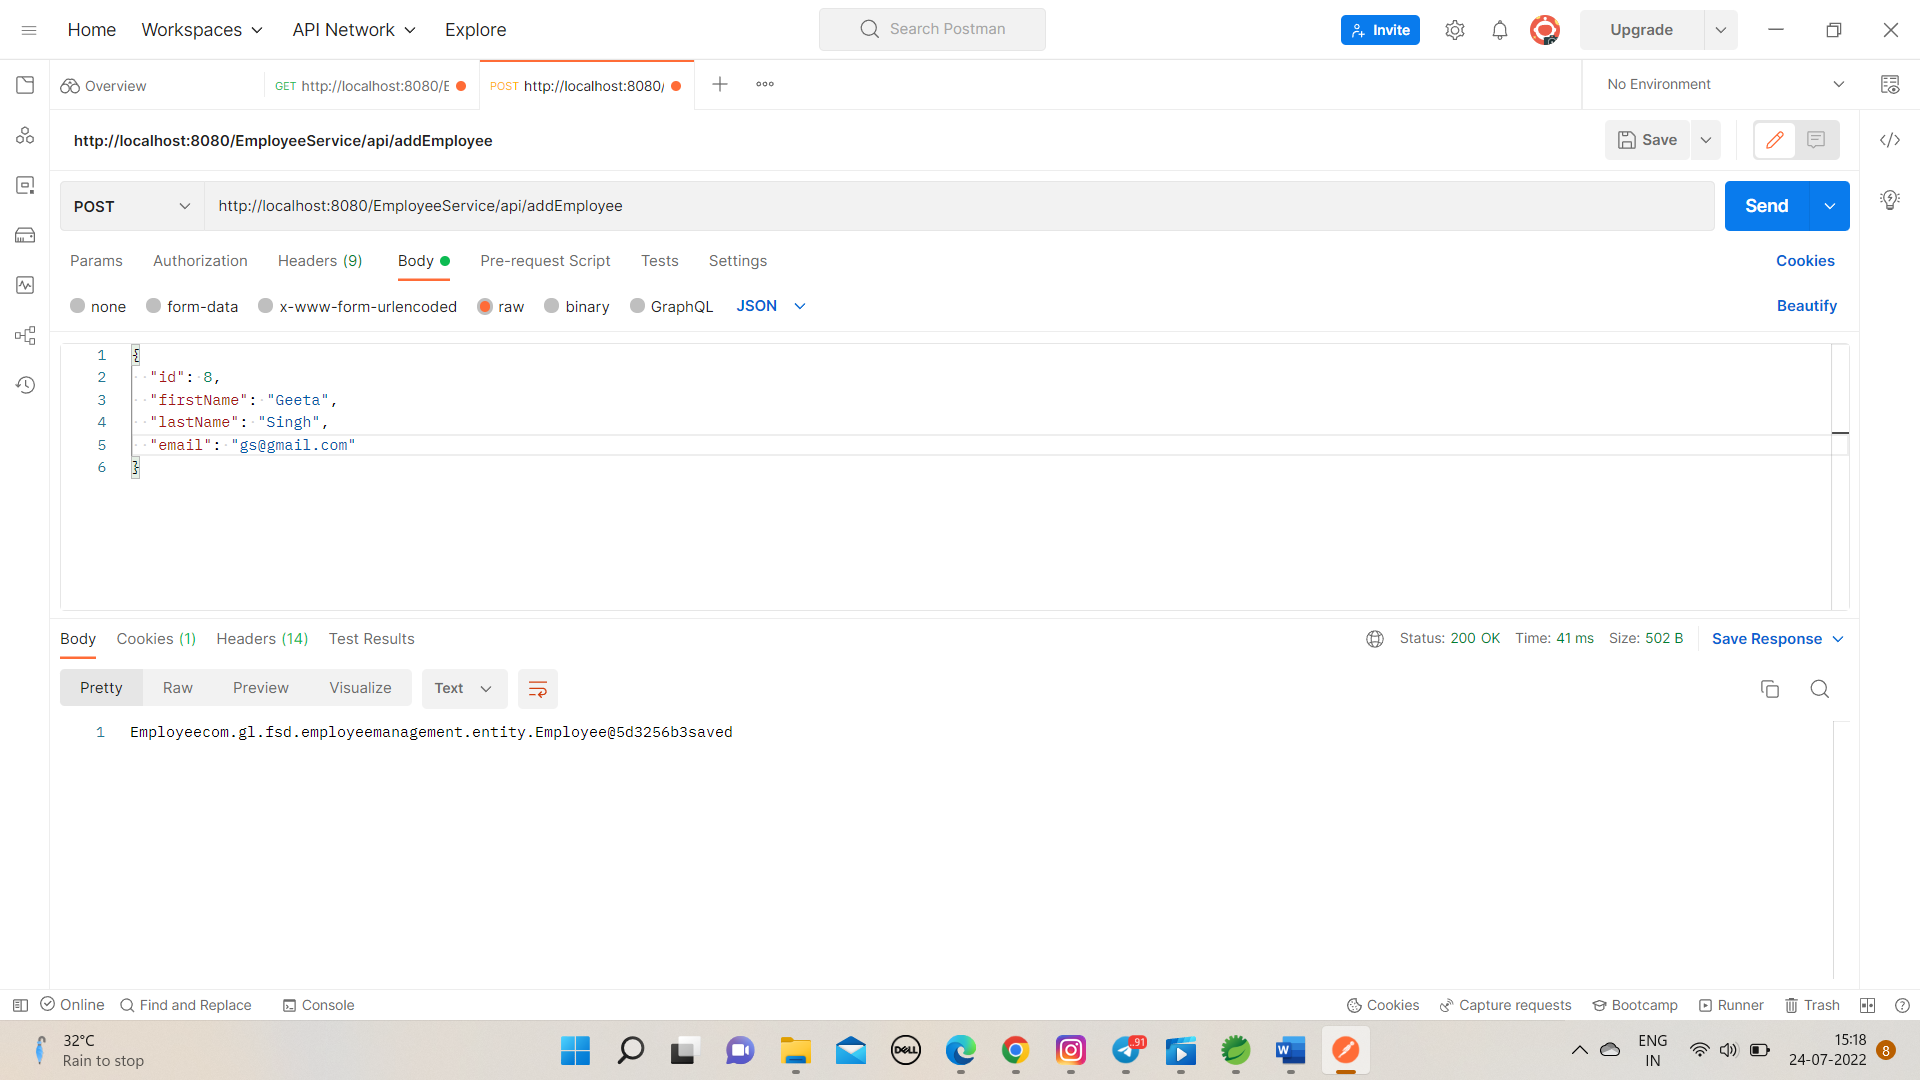 Home Workspaces API Network Explore Search Postman Invite Upgrade
Overview GET http://localhost:8080/E POST http://localhost:8080/ No Environment
http://localhost:8080/EmployeeService/api/addEmployee Save
POST http://localhost:8080/EmployeeService/api/addEmployee Send
Params Authorization Headers (9) Body Pre-request Script Tests Settings Cookies
none form-data x-www-form-urlencoded raw binary GraphQL JSON Beautify
1 {
2 "id": 8,
3 "firstName": "Geeta",
4 "lastName": "Singh",
5 "email": "gs@gmail.com"
6 }
Body Cookies (1) Headers (14) Test Results Status: 200 OK Time: 41 ms Size: 502 B Save Response
Pretty Raw Preview Visualize Text
1 Employeecom.gl.fsd.employeemanagement.entity.Employee@5d3256b3saved
Online Find and Replace Console Cookies Capture requests Bootcamp Runner Trash
32°C
Rain to stop
DELL
91
ENG
IN
15:18
24-07-2022
8